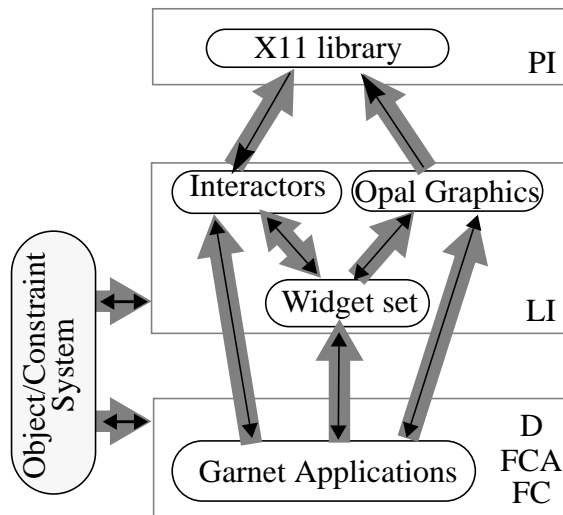 X11 library
PI
Interactors
Opal Graphics
Widget set
LI
Object/Constraint
System
D
FCA
FC
Garnet Applications